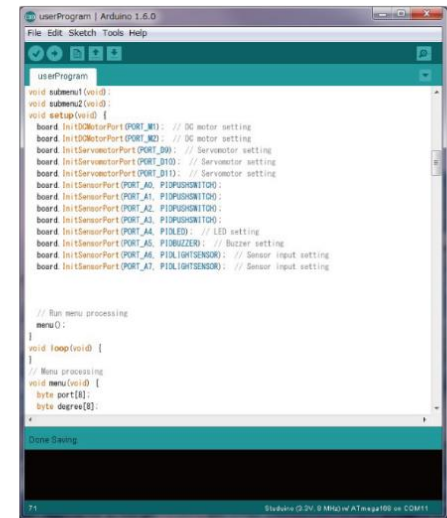 userProgram | Arduino 1.6.0
File Edit Sketch Tools Help
userProgram
void submenu1(void);
void submenu2(void);
void setup(void) {
board.InitDCMotorPort(PORT_M1); // DC motor setting
board.InitDCMotorPort(PORT_M2); // DC motor setting
board.InitServomotorPort(PORT_D9); // Servomotor setting
board.InitServomotorPort(PORT_D10); // Servomotor setting
board.InitServomotorPort(PORT_D11); // Servomotor setting
board.InitSensorPort(PORT_A0, PIDPUSHSWITCH);
board.InitSensorPort(PORT_A1, PIDPUSHSWITCH);
board.InitSensorPort(PORT_A2, PIDPUSHSWITCH);
board.InitSensorPort(PORT_A3, PIDPUSHSWITCH);
board.InitSensorPort(PORT_A4, PIDLED); // LED setting
board.InitSensorPort(PORT_A5, PIDBUZZER); // Buzzer setting
board.InitSensorPort(PORT_A6, PIDLIGHTSENSOR); // Sensor input setting
board.InitSensorPort(PORT_A7, PIDLIGHTSENSOR); // Sensor input setting
// Run menu processing
menu();
}
void loop(void) {
}
// Menu processing
void menu(void) {
byte port[8];
byte degree[8];
Done Saving.
71
Studuino (3.3V, 8 MHz) w/ ATmega168 on COM11